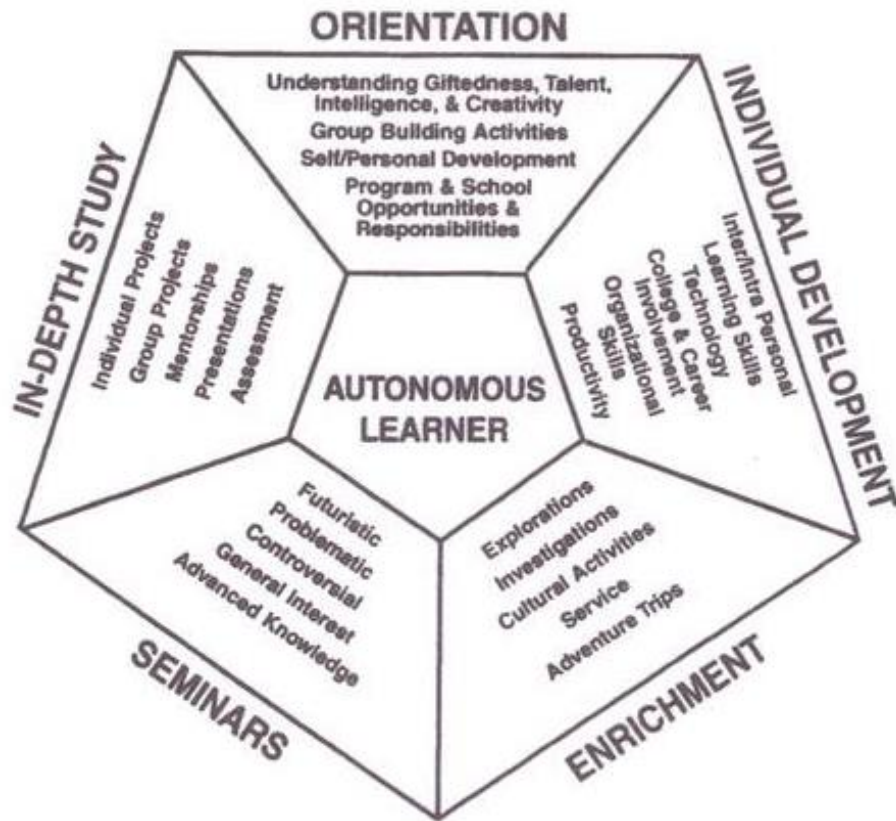 ORIENTATION
Understanding Giftedness, Talent,
Intelligence, & Creativity
Group Building Activities
Self/Personal Development
Program & School
Opportunities &
Responsibilities
INDIVIDUAL DEVELOPMENT
Inter/Intra Personal
Learning Skills
Technology
College & Career
Involvement
Organizational
Skills
Productivity
ENRICHMENT
Explorations
Investigations
Cultural Activities
Service
Adventure Trips
SEMINARS
Futuristic
Problematic
Controversial
General Interest
Advanced Knowledge
IN-DEPTH STUDY
Individual Projects
Group Projects
Mentorships
Presentations
Assessment
AUTONOMOUS
LEARNER